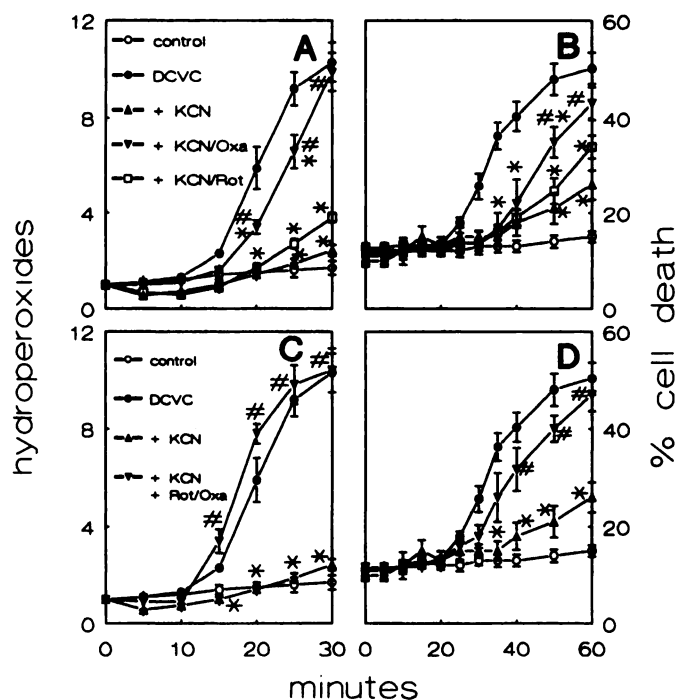 12
A
control
DCVC
+ KCN
+ KCN/Oxa
+ KCN/Rot
8
4
0
#
*
#
*
*
*
*
*
*
#
60
B
40
20
0
#
#
*
*
*
*
*
*
*
hydroperoxides
% cell death
12
C
control
DCVC
+ KCN
+ KCN
+ Rot/Oxa
8
4
0
#
#
#
#
*
*
*
*
60
D
40
20
0
#
#
#
*
*
*
*
0 10 20 30
0 20 40 60
minutes